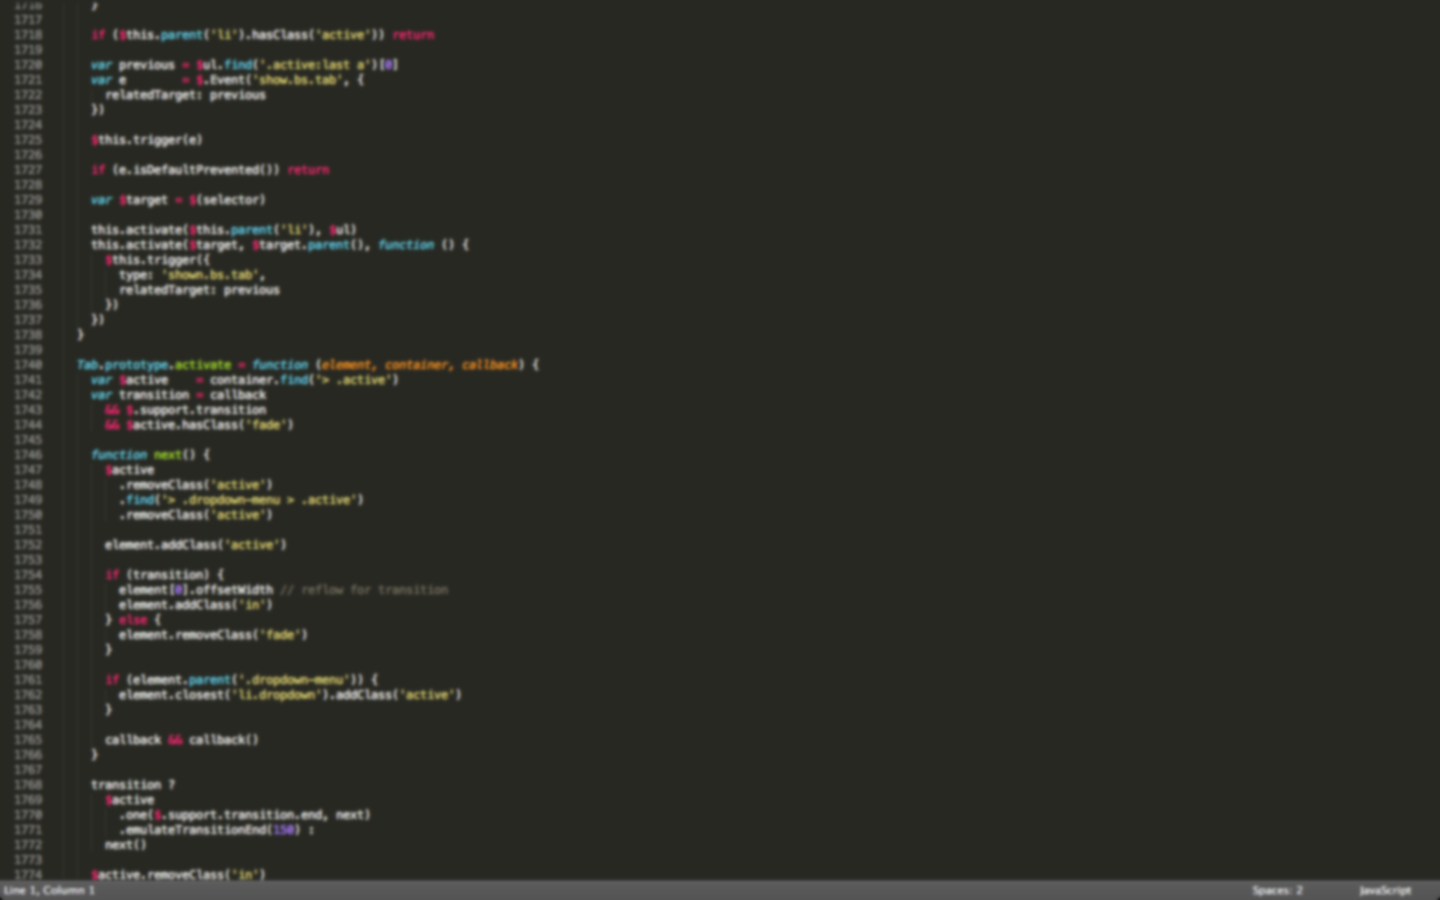 1716 }
1717
1718 if ($this.parent('li').hasClass('active')) return
1719
1720 var previous = $ul.find('.active:last a')[0]
1721 var e = $.Event('show.bs.tab', {
1722 relatedTarget: previous
1723 })
1724
1725 $this.trigger(e)
1726
1727 if (e.isDefaultPrevented()) return
1728
1729 var $target = $(selector)
1730
1731 this.activate($this.parent('li'), $ul)
1732 this.activate($target, $target.parent(), function () {
1733 $this.trigger({
1734 type: 'shown.bs.tab',
1735 relatedTarget: previous
1736 })
1737 })
1738 }
1739
1740 Tab.prototype.activate = function (element, container, callback) {
1741 var $active = container.find('> .active')
1742 var transition = callback
1743 && $.support.transition
1744 && $active.hasClass('fade')
1745
1746 function next() {
1747 $active
1748 .removeClass('active')
1749 .find('> .dropdown-menu > .active')
1750 .removeClass('active')
1751
1752 element.addClass('active')
1753
1754 if (transition) {
1755 element[0].offsetWidth // reflow for transition
1756 element.addClass('in')
1757 } else {
1758 element.removeClass('fade')
1759 }
1760
1761 if (element.parent('.dropdown-menu')) {
1762 element.closest('li.dropdown').addClass('active')
1763 }
1764
1765 callback && callback()
1766 }
1767
1768 transition ?
1769 $active
1770 .one($.support.transition.end, next)
1771 .emulateTransitionEnd(150) :
1772 next()
1773
1774 $active.removeClass('in')
Line 1, Column 1 Spaces: 2 JavaScript